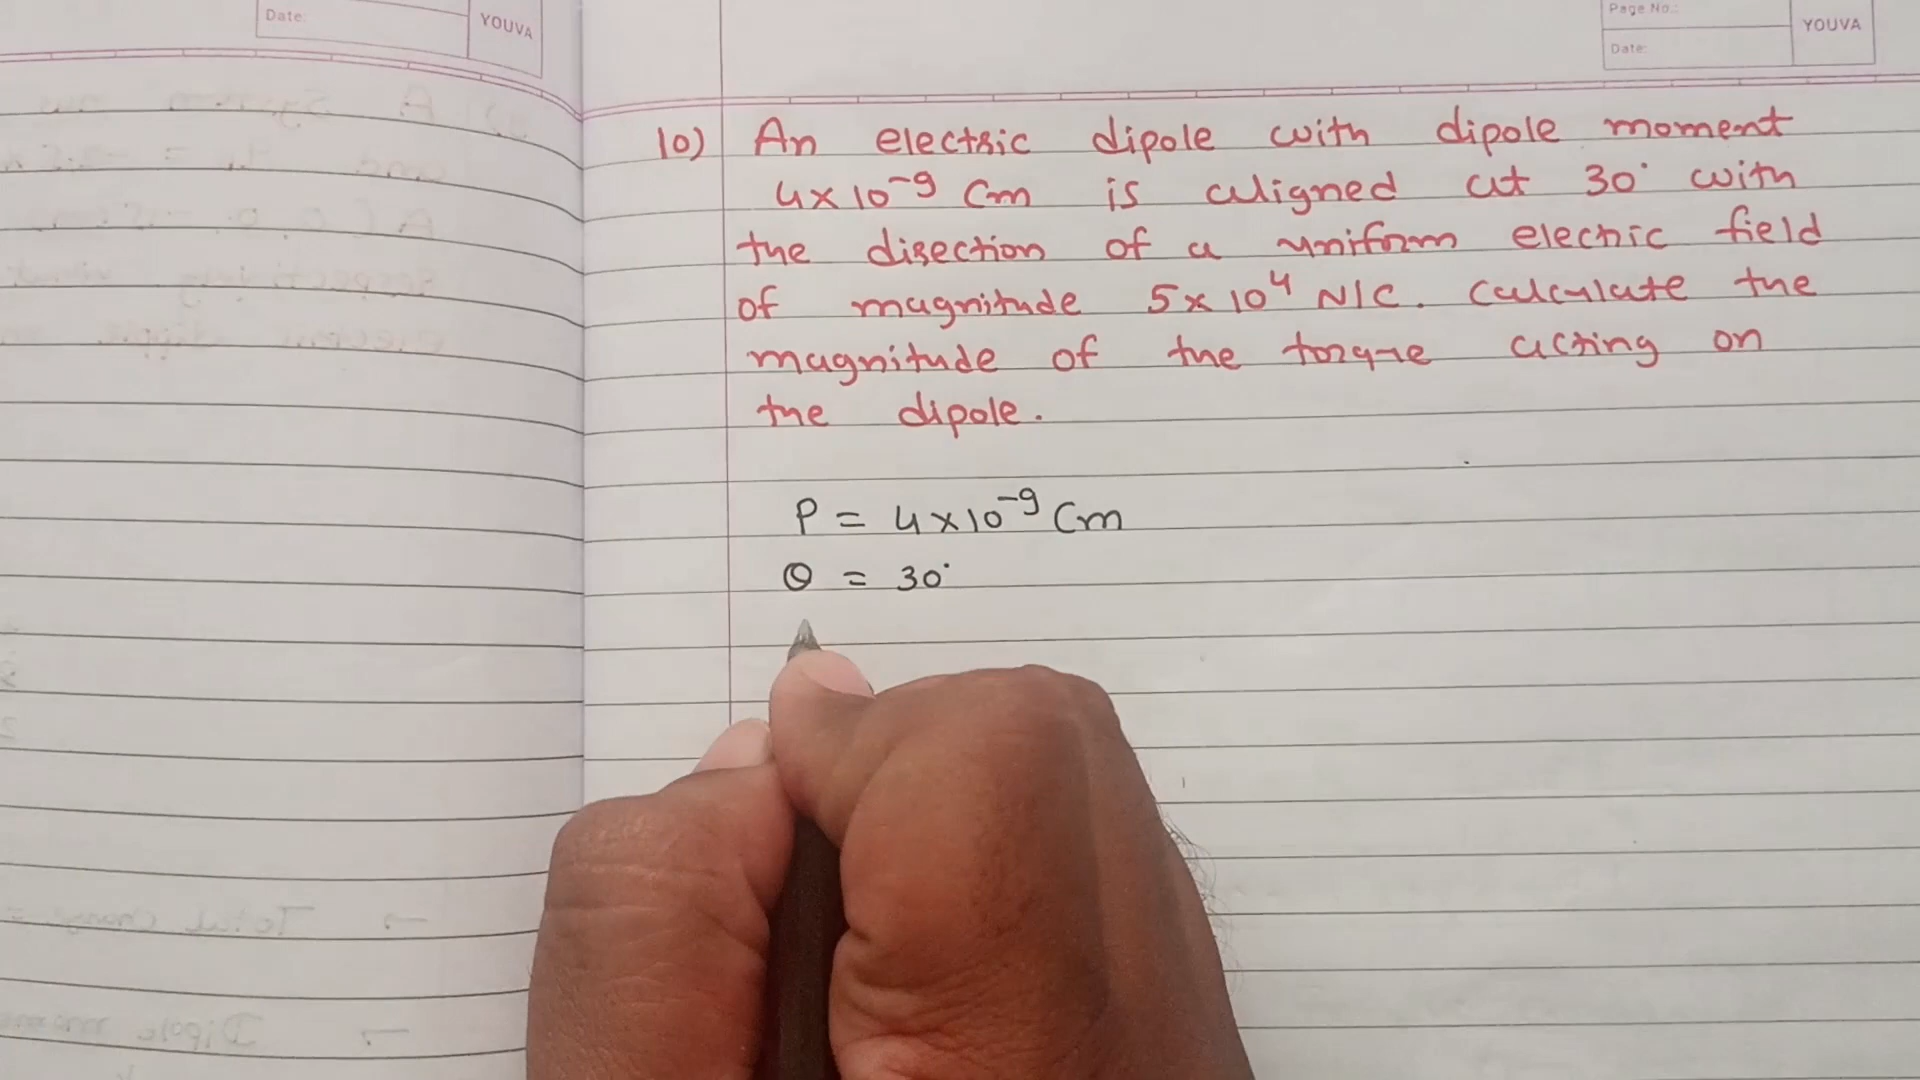 Date:
YOUVA
Page No.:
Date:
YOUVA
10) An electric dipole with dipole moment
4×10⁻⁹ Cm is aligned at 30° with
the direction of a uniform electric field
of magnitude 5×10⁴ N/C. Calculate the
magnitude of the torque acting on
the dipole.
P = 4×10⁻⁹ Cm
θ = 30°